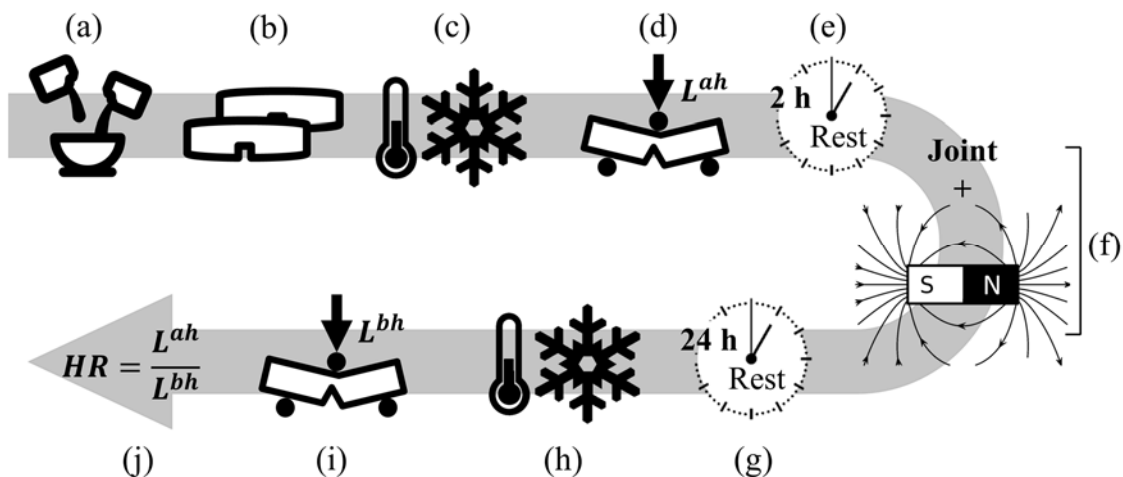 (a)
(b)
(c)
(d)
(e)
L^{ah}
2 h
Rest
Joint
+
(f)
S N
HR = L^{ah} / L^{bh}
L^{bh}
24 h
Rest
(j)
(i)
(h)
(g)